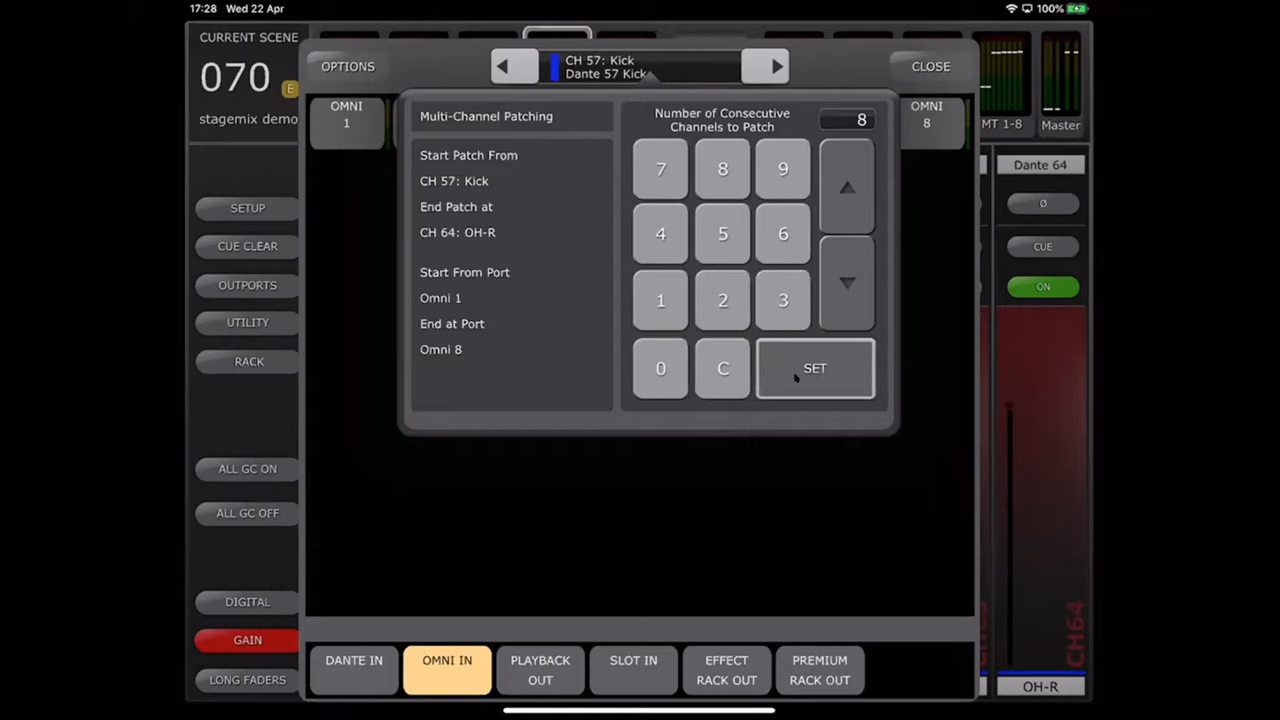 17:28 Wed 22 Apr
100%
CURRENT SCENE
070 E
stagemix demo
SETUP
CUE CLEAR
OUTPORTS
UTILITY
RACK
ALL GC ON
ALL GC OFF
DIGITAL
GAIN
LONG FADERS
OPTIONS
CH 57: Kick
Dante 57 Kick
CLOSE
OMNI
1
OMNI
8
Multi-Channel Patching
Start Patch From
CH 57: Kick
End Patch at
CH 64: OH-R
Start From Port
Omni 1
End at Port
Omni 8
Number of Consecutive
Channels to Patch
8
7 8 9
4 5 6
1 2 3
0 C SET
DANTE IN
OMNI IN
PLAYBACK
OUT
SLOT IN
EFFECT
RACK OUT
PREMIUM
RACK OUT
MT 1-8
Master
Dante 64
Ø
CUE
ON
CH64
OH-R